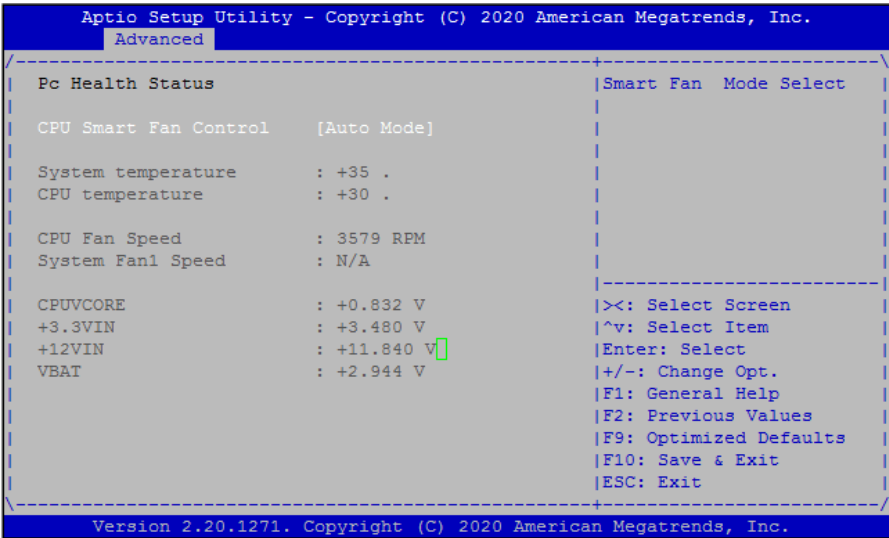 Aptio Setup Utility - Copyright (C) 2020 American Megatrends, Inc.
Advanced
Pc Health Status
Smart Fan Mode Select
CPU Smart Fan Control [Auto Mode]
System temperature : +35 .
CPU temperature : +30 .
CPU Fan Speed : 3579 RPM
System Fan1 Speed : N/A
CPUVCORE : +0.832 V
+3.3VIN : +3.480 V
+12VIN : +11.840 V
VBAT : +2.944 V
><: Select Screen
^v: Select Item
Enter: Select
+/-: Change Opt.
F1: General Help
F2: Previous Values
F9: Optimized Defaults
F10: Save & Exit
ESC: Exit
Version 2.20.1271. Copyright (C) 2020 American Megatrends, Inc.